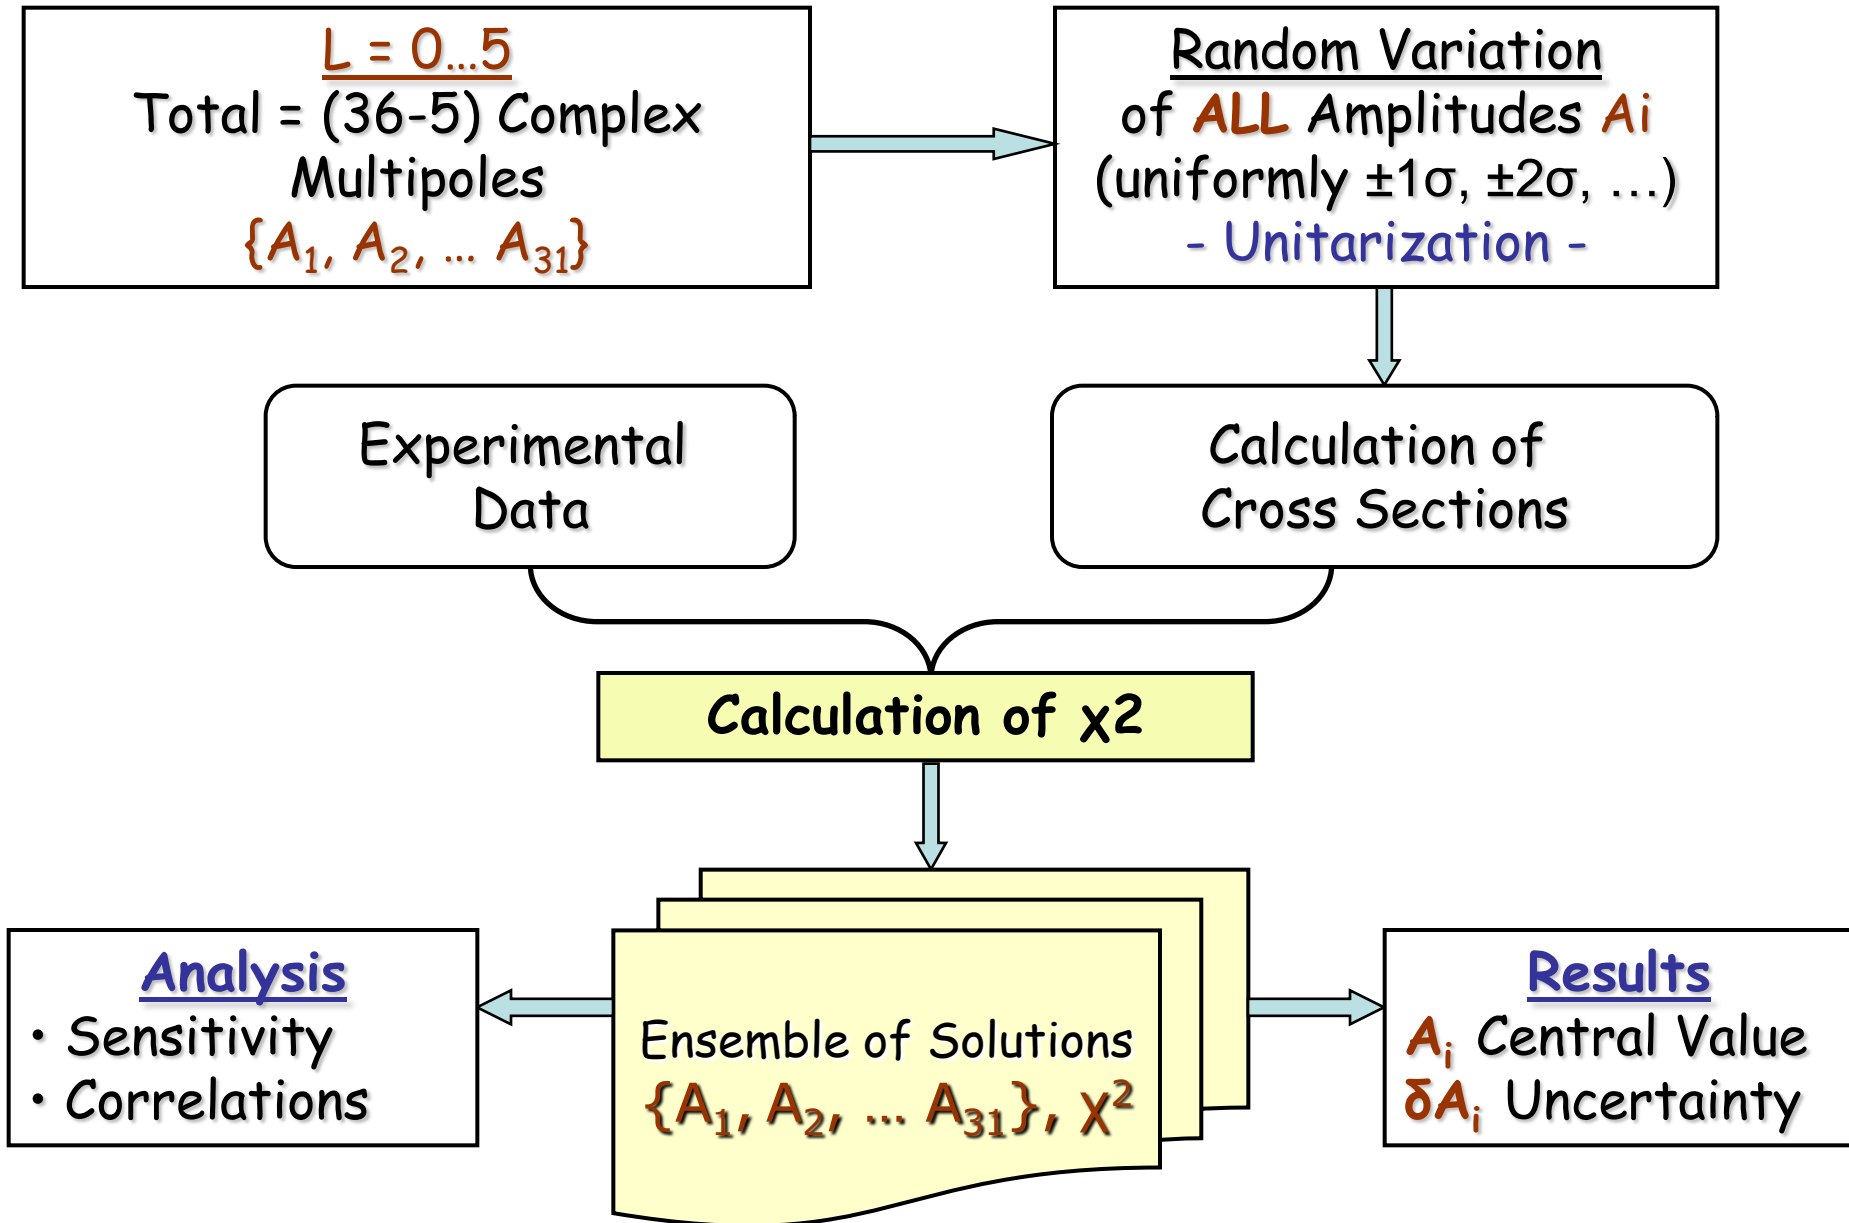 L = 0...5
Total = (36-5) Complex
Multipoles
{A1, A2, ... A31}
Random Variation
of ALL Amplitudes Ai
(uniformly ±1σ, ±2σ, ...)
- Unitarization -
Experimental
Data
Calculation of
Cross Sections
Calculation of χ2
Analysis
• Sensitivity
• Correlations
Ensemble of Solutions
{A1, A2, ... A31}, χ²
Results
Ai Central Value
δAi Uncertainty